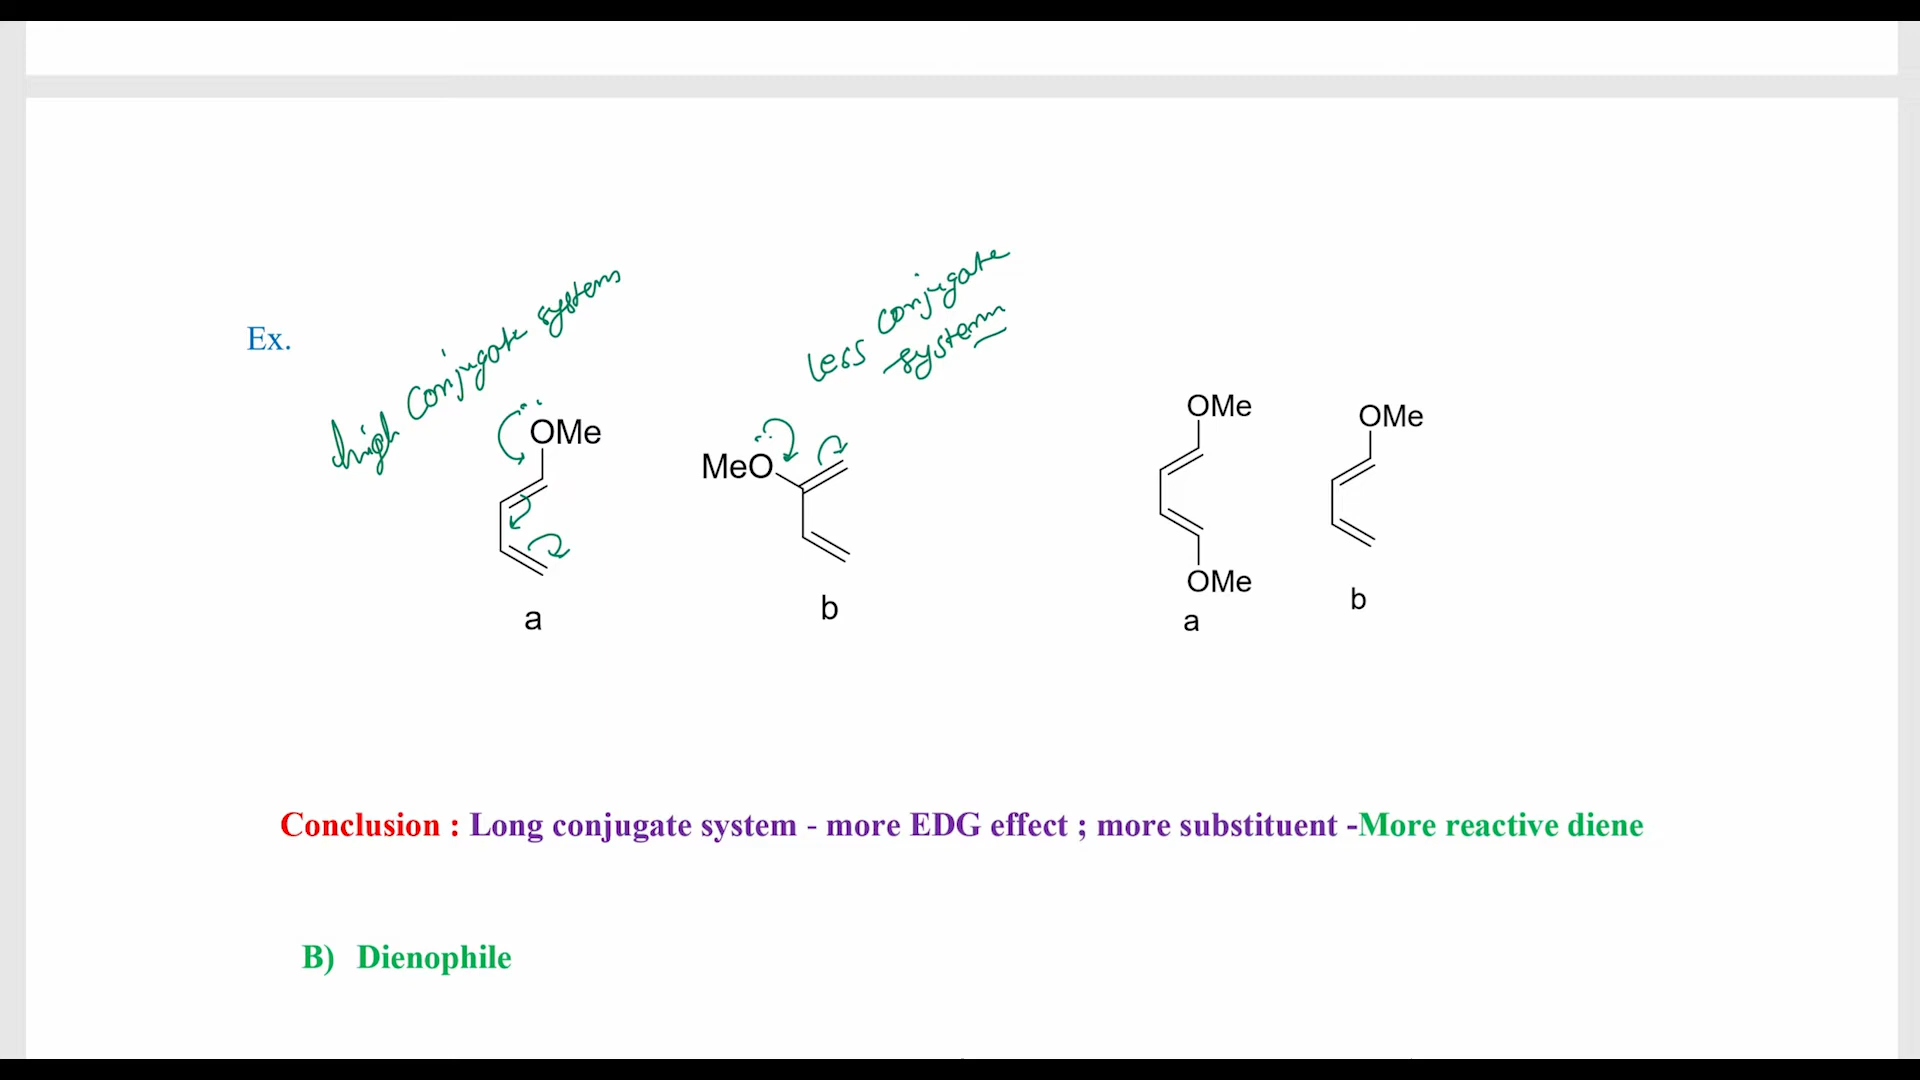 Ex.
high conjugate system
less conjugate
system
OMe
MeO
a
b
OMe
OMe
a
OMe
b
Conclusion : Long conjugate system - more EDG effect ; more substituent -More reactive diene
B) Dienophile